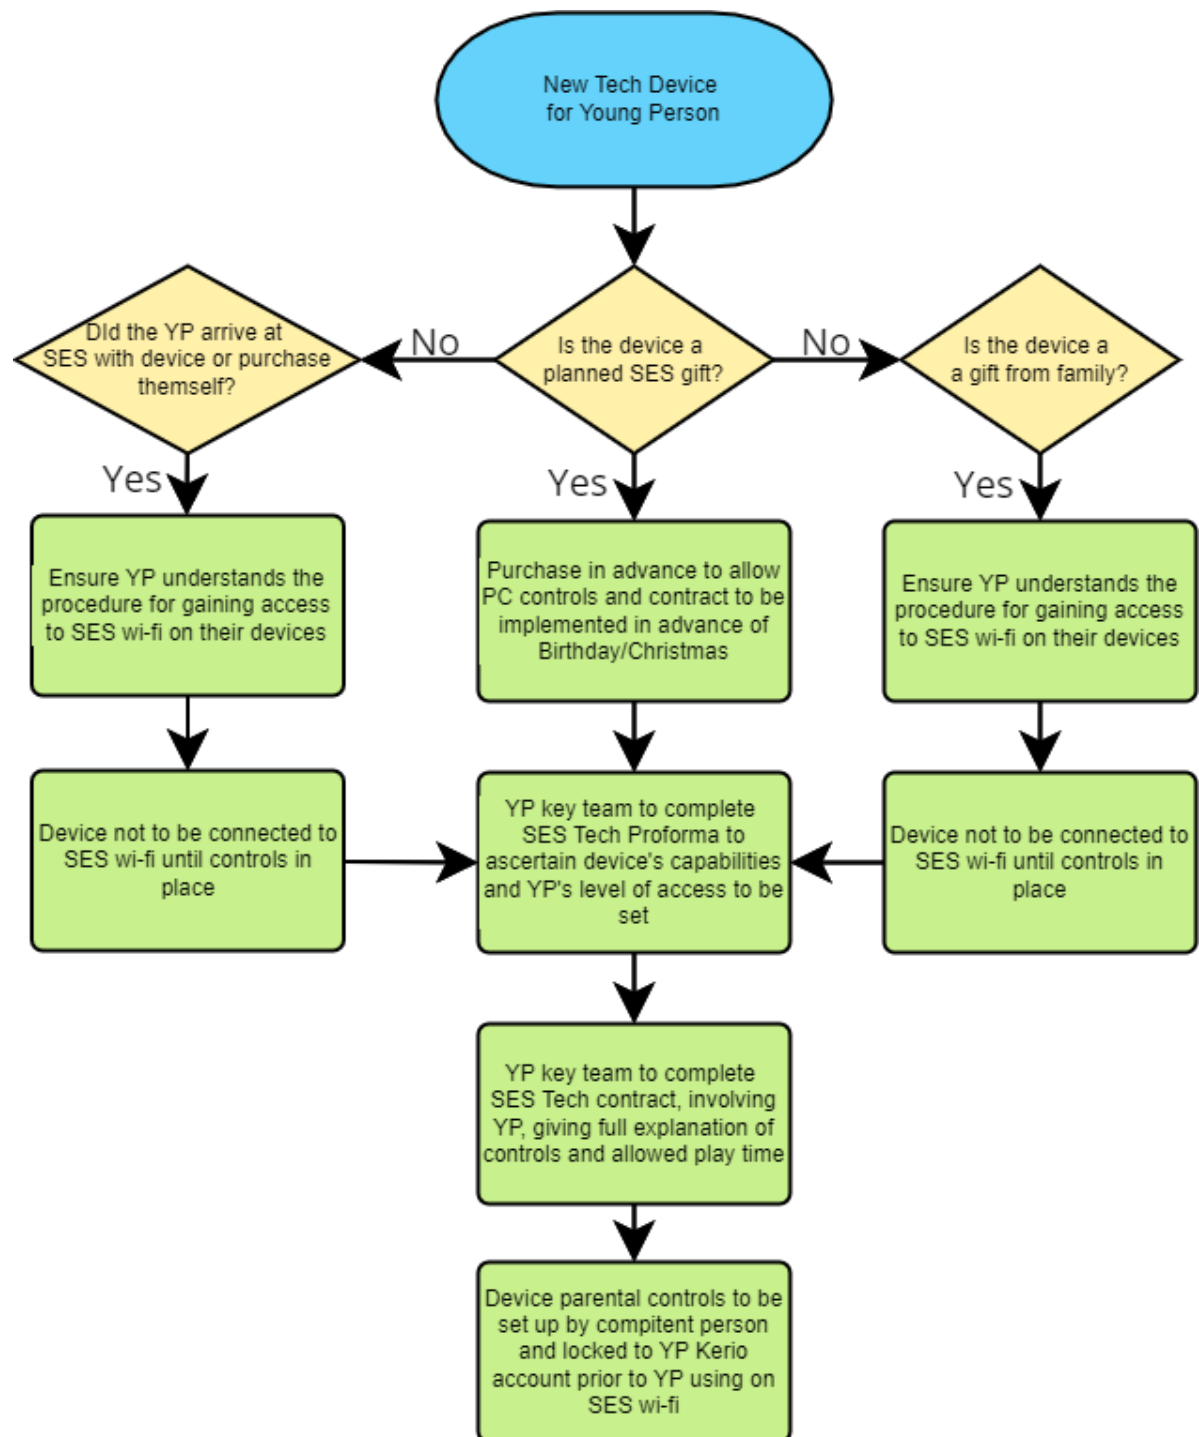 New Tech Device
for Young Person
DId the YP arrive at
SES with device or purchase
themself?
No
Is the device a
planned SES gift?
No
Is the device a
a gift from family?
Yes
Yes
Yes
Ensure YP understands the
procedure for gaining access
to SES wi-fi on their devices
Purchase in advance to allow
PC controls and contract to be
implemented in advance of
Birthday/Christmas
Ensure YP understands the
procedure for gaining access
to SES wi-fi on their devices
Device not to be connected to
SES wi-fi until controls in
place
YP key team to complete
SES Tech Proforma to
ascertain device's capabilities
and YP's level of access to be
set
Device not to be connected to
SES wi-fi until controls in
place
YP key team to complete
SES Tech contract, involving
YP, giving full explanation of
controls and allowed play time
Device parental controls to be
set up by compitent person
and locked to YP Kerio
account prior to YP using on
SES wi-fi